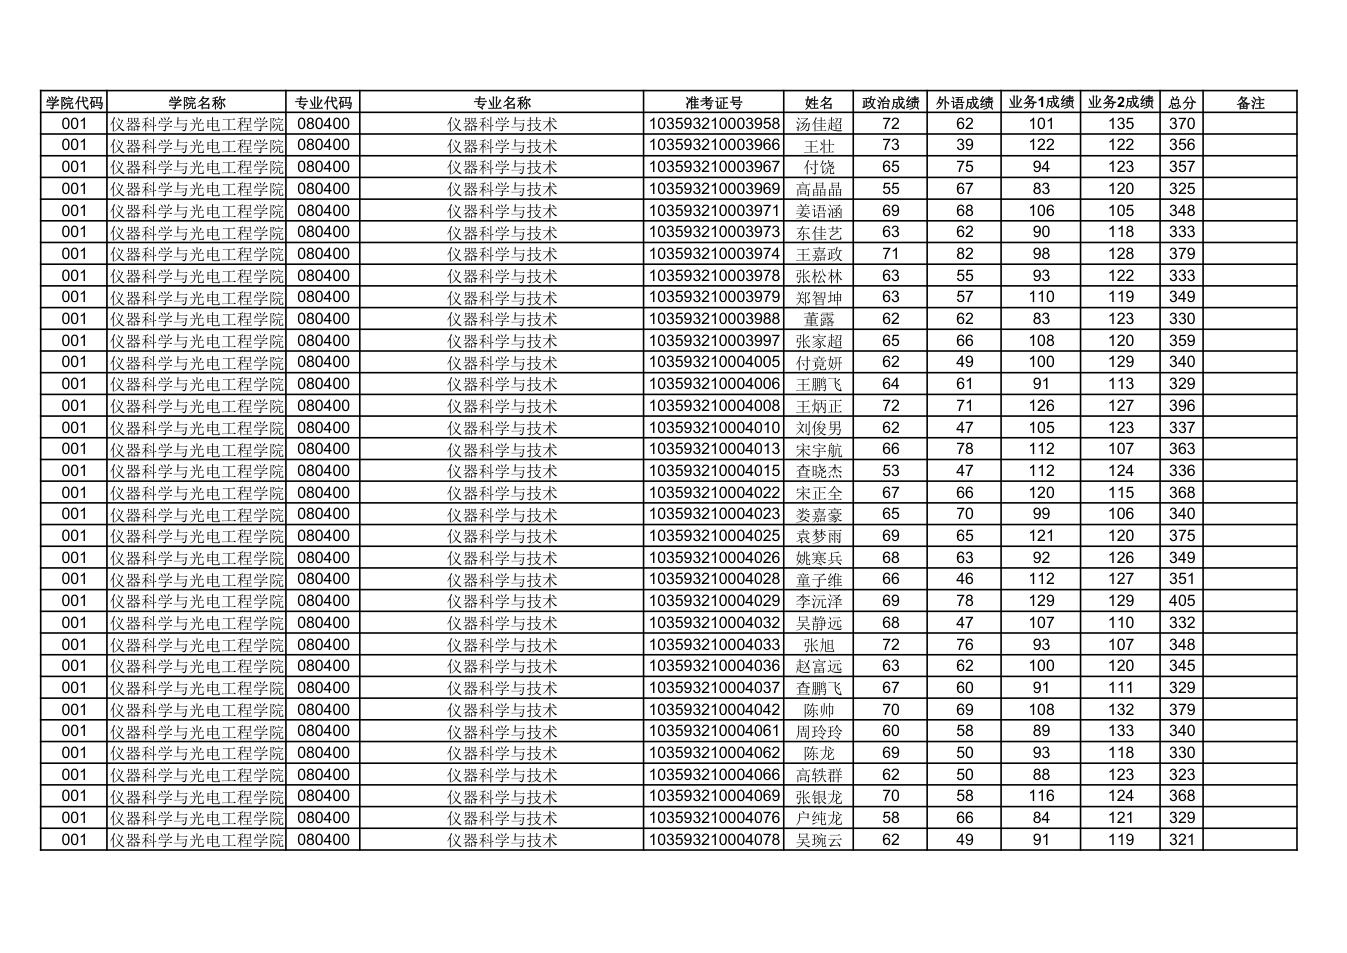 学院代码 学院名称 专业代码 专业名称 准考证号 姓名 政治成绩 外语成绩 业务1成绩 业务2成绩 总分 备注
001 仪器科学与光电工程学院 080400 仪器科学与技术 103593210003958 汤佳超 72 62 101 135 370
001 仪器科学与光电工程学院 080400 仪器科学与技术 103593210003966 王壮 73 39 122 122 356
001 仪器科学与光电工程学院 080400 仪器科学与技术 103593210003967 付饶 65 75 94 123 357
001 仪器科学与光电工程学院 080400 仪器科学与技术 103593210003969 高晶晶 55 67 83 120 325
001 仪器科学与光电工程学院 080400 仪器科学与技术 103593210003971 姜语涵 69 68 106 105 348
001 仪器科学与光电工程学院 080400 仪器科学与技术 103593210003973 东佳艺 63 62 90 118 333
001 仪器科学与光电工程学院 080400 仪器科学与技术 103593210003974 王嘉政 71 82 98 128 379
001 仪器科学与光电工程学院 080400 仪器科学与技术 103593210003978 张松林 63 55 93 122 333
001 仪器科学与光电工程学院 080400 仪器科学与技术 103593210003979 郑智坤 63 57 110 119 349
001 仪器科学与光电工程学院 080400 仪器科学与技术 103593210003988 董露 62 62 83 123 330
001 仪器科学与光电工程学院 080400 仪器科学与技术 103593210003997 张家超 65 66 108 120 359
001 仪器科学与光电工程学院 080400 仪器科学与技术 103593210004005 付竟妍 62 49 100 129 340
001 仪器科学与光电工程学院 080400 仪器科学与技术 103593210004006 王鹏飞 64 61 91 113 329
001 仪器科学与光电工程学院 080400 仪器科学与技术 103593210004008 王炳正 72 71 126 127 396
001 仪器科学与光电工程学院 080400 仪器科学与技术 103593210004010 刘俊男 62 47 105 123 337
001 仪器科学与光电工程学院 080400 仪器科学与技术 103593210004013 宋宇航 66 78 112 107 363
001 仪器科学与光电工程学院 080400 仪器科学与技术 103593210004015 查晓杰 53 47 112 124 336
001 仪器科学与光电工程学院 080400 仪器科学与技术 103593210004022 宋正全 67 66 120 115 368
001 仪器科学与光电工程学院 080400 仪器科学与技术 103593210004023 娄嘉豪 65 70 99 106 340
001 仪器科学与光电工程学院 080400 仪器科学与技术 103593210004025 袁梦雨 69 65 121 120 375
001 仪器科学与光电工程学院 080400 仪器科学与技术 103593210004026 姚寒兵 68 63 92 126 349
001 仪器科学与光电工程学院 080400 仪器科学与技术 103593210004028 童子维 66 46 112 127 351
001 仪器科学与光电工程学院 080400 仪器科学与技术 103593210004029 李沅泽 69 78 129 129 405
001 仪器科学与光电工程学院 080400 仪器科学与技术 103593210004032 吴静远 68 47 107 110 332
001 仪器科学与光电工程学院 080400 仪器科学与技术 103593210004033 张旭 72 76 93 107 348
001 仪器科学与光电工程学院 080400 仪器科学与技术 103593210004036 赵富远 63 62 100 120 345
001 仪器科学与光电工程学院 080400 仪器科学与技术 103593210004037 查鹏飞 67 60 91 111 329
001 仪器科学与光电工程学院 080400 仪器科学与技术 103593210004042 陈帅 70 69 108 132 379
001 仪器科学与光电工程学院 080400 仪器科学与技术 103593210004061 周玲玲 60 58 89 133 340
001 仪器科学与光电工程学院 080400 仪器科学与技术 103593210004062 陈龙 69 50 93 118 330
001 仪器科学与光电工程学院 080400 仪器科学与技术 103593210004066 高轶群 62 50 88 123 323
001 仪器科学与光电工程学院 080400 仪器科学与技术 103593210004069 张银龙 70 58 116 124 368
001 仪器科学与光电工程学院 080400 仪器科学与技术 103593210004076 户纯龙 58 66 84 121 329
001 仪器科学与光电工程学院 080400 仪器科学与技术 103593210004078 吴琬云 62 49 91 119 321